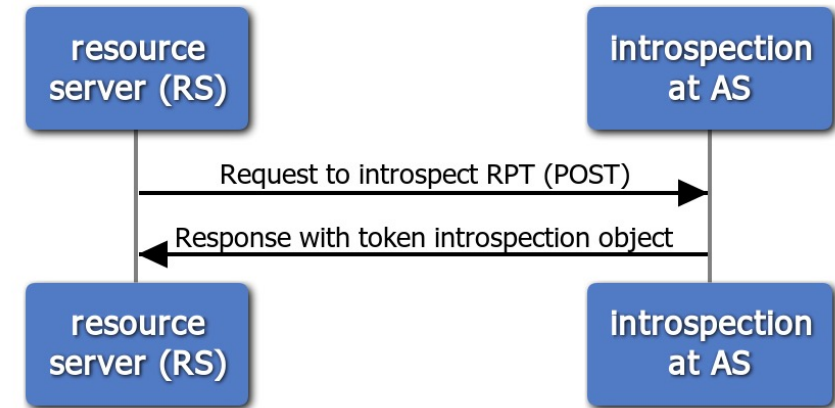 resource
server (RS)
introspection
at AS
Request to introspect RPT (POST)
Response with token introspection object
resource
server (RS)
introspection
at AS